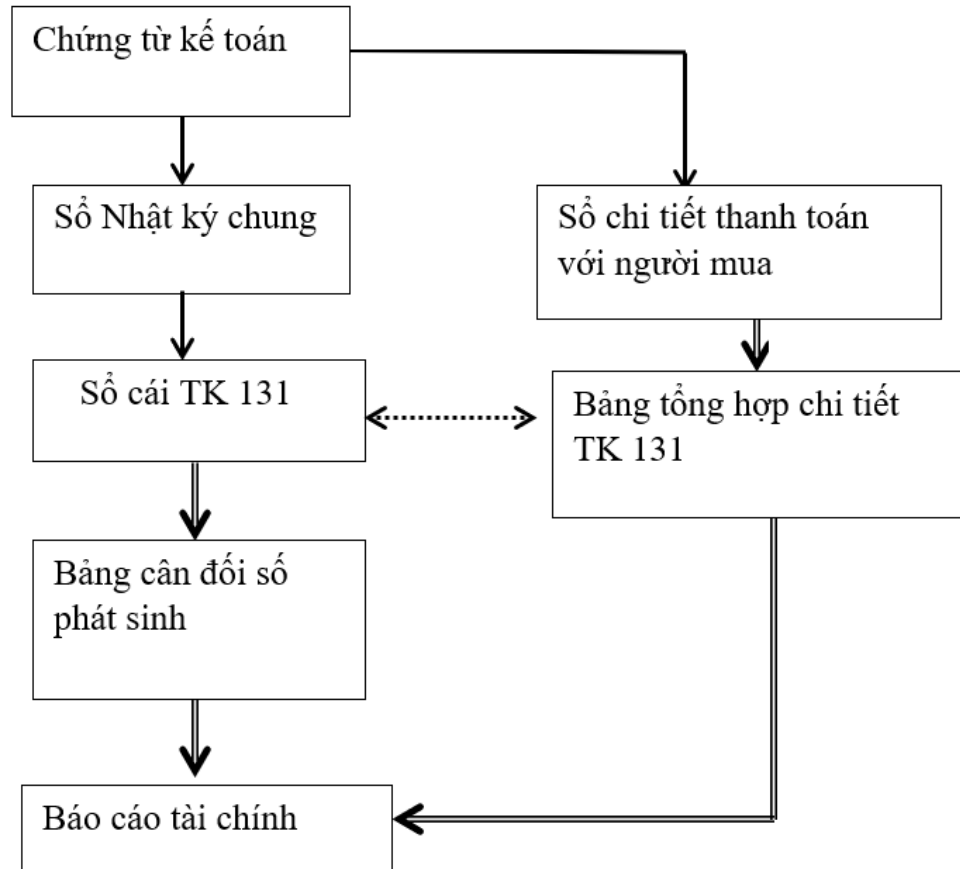 Chứng từ kế toán
Sổ Nhật ký chung
Sổ chi tiết thanh toán
với người mua
Sổ cái TK 131
Bảng tổng hợp chi tiết
TK 131
Bảng cân đối số
phát sinh
Báo cáo tài chính